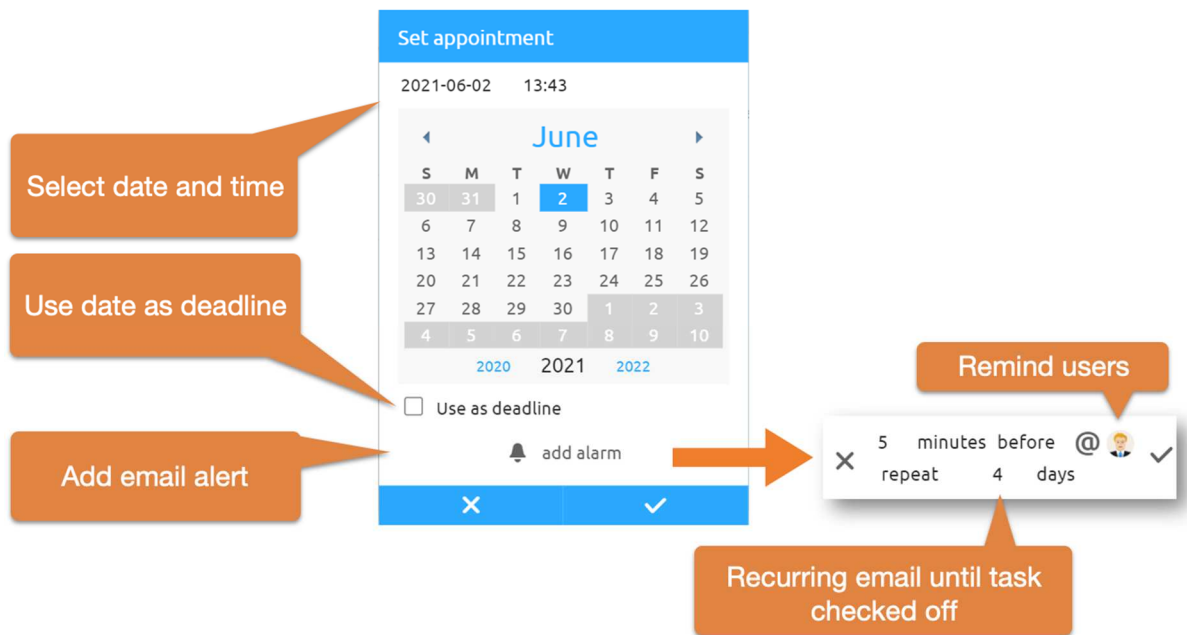 Set appointment
2021-06-02 13:43
Select date and time
June
S M T W T F S
30 31 1 2 3 4 5
6 7 8 9 10 11 12
13 14 15 16 17 18 19
20 21 22 23 24 25 26
27 28 29 30 1 2 3
4 5 6 7 8 9 10
2020 2021 2022
Use date as deadline
Use as deadline
Add email alert
add alarm
Remind users
5 minutes before @
repeat 4 days
Recurring email until task
checked off